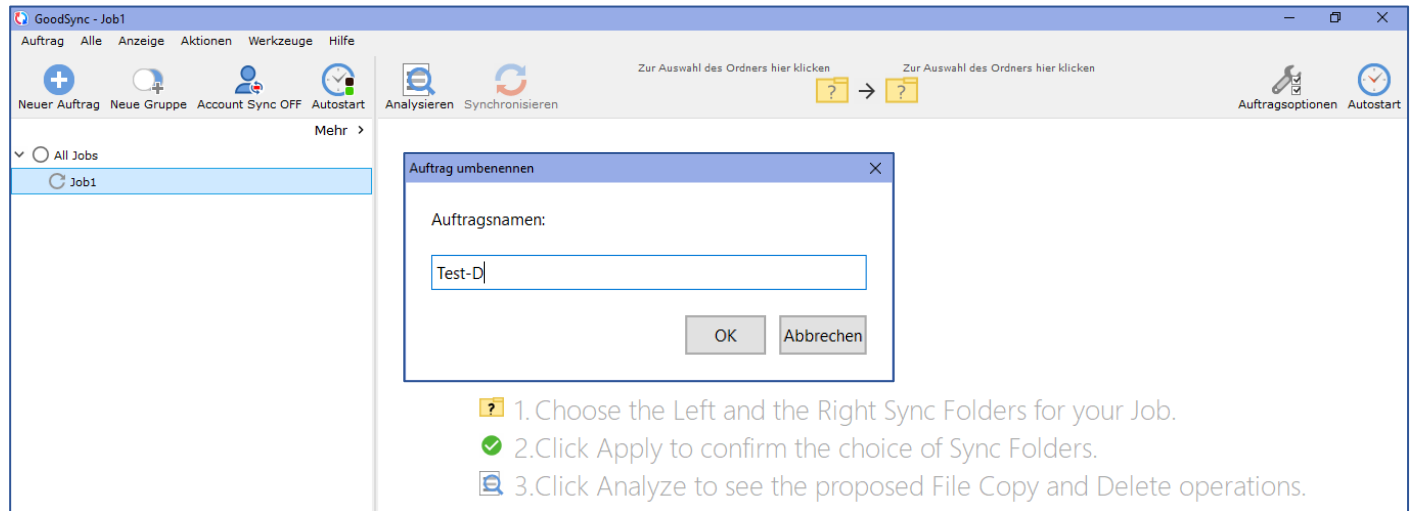 GoodSync - Job1
Auftrag Alle Anzeige Aktionen Werkzeuge Hilfe
Neuer Auftrag Neue Gruppe Account Sync OFF Autostart
Analysieren Synchronisieren
Zur Auswahl des Ordners hier klicken Zur Auswahl des Ordners hier klicken
Auftragsoptionen Autostart
Mehr >
All Jobs
Job1
Auftrag umbenennen
Auftragsnamen:
Test-D
OK Abbrechen
1. Choose the Left and the Right Sync Folders for your Job.
2.Click Apply to confirm the choice of Sync Folders.
3.Click Analyze to see the proposed File Copy and Delete operations.